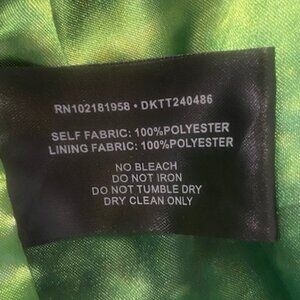 RN102181958 • DKTT240486
SELF FABRIC: 100%POLYESTER
LINING FABRIC: 100%POLYESTER
NO BLEACH
DO NOT IRON
DO NOT TUMBLE DRY
DRY CLEAN ONLY